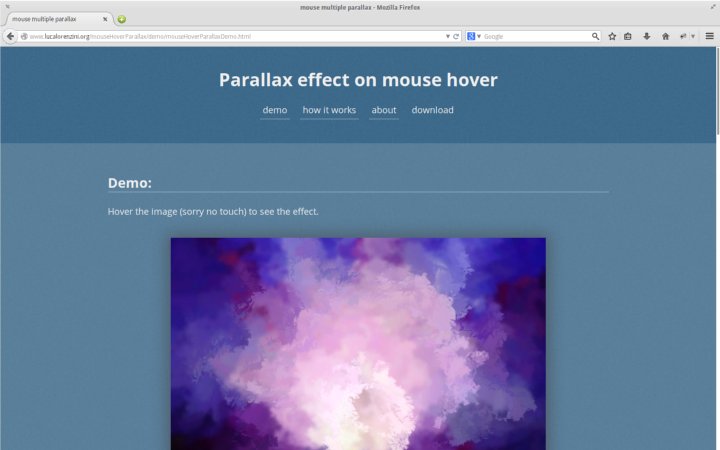 mouse multiple parallax - Mozilla Firefox
mouse multiple parallax
www.lucalorenzini.org/mouseHoverParallax/demo/mouseHoverParallaxDemo.html
Google
Parallax effect on mouse hover
demo how it works about download
Demo:
Hover the image (sorry no touch) to see the effect.